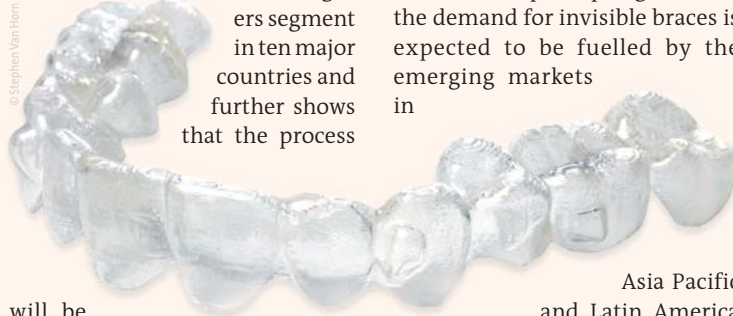 © Stephen Van Horn
ers segment
in ten major
countries and
further shows
that the process
will be
the demand for invisible braces is
expected to be fuelled by the
emerging markets
in
Asia Pacific
and Latin America